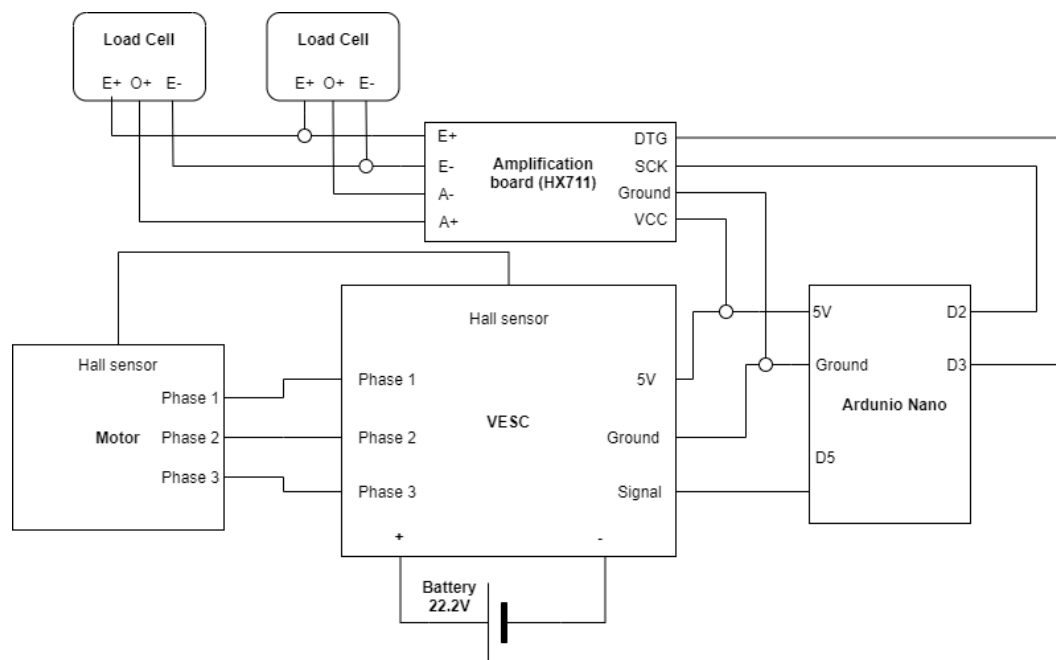 Load Cell
E+ O+ E-
Load Cell
E+ O+ E-
E+
E-
A-
A+
Amplification
board (HX711)
DTG
SCK
Ground
VCC
Hall sensor
Phase 1
Phase 2
Phase 3
Motor
Hall sensor
Phase 1
Phase 2
Phase 3
VESC
5V
Ground
Signal
+
-
Battery
22.2V
5V
Ground
D5
D2
D3
Ardunio Nano